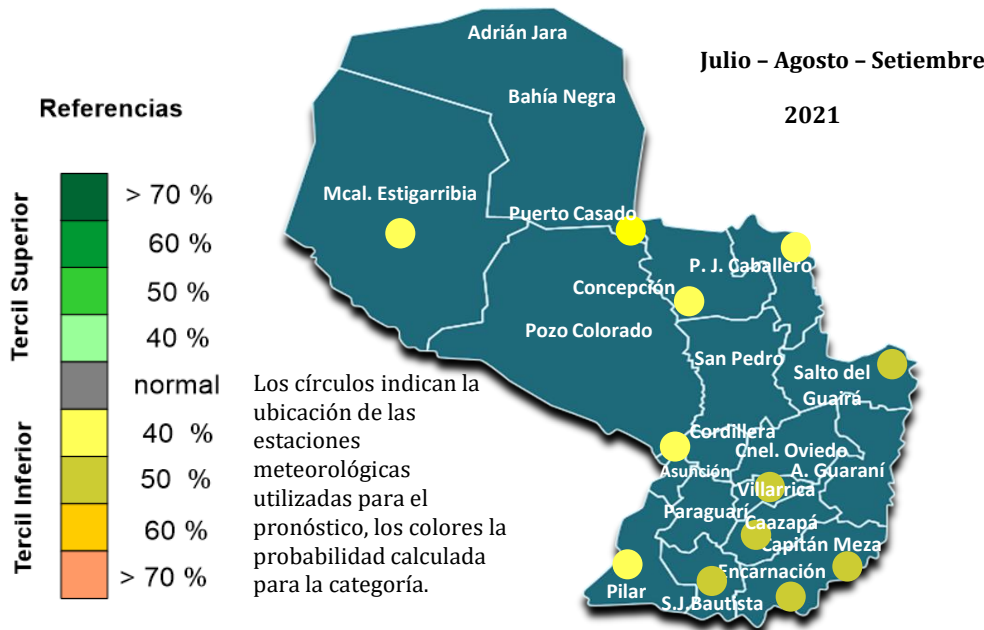 Adrián Jara
Julio – Agosto – Setiembre
2021
Bahía Negra
Referencias
Mcal. Estigarribia
Puerto Casado
P. J. Caballero
Concepción
Pozo Colorado
San Pedro
Salto del
Guairá
Cordillera
Cnel. Oviedo
Asunción
A. Guaraní
Villarrica
Paraguarí
Caazapá
Capitán Meza
Encarnación
Pilar
S.J.Bautista
Tercil Superior
> 70 %
60 %
50 %
40 %
normal
Tercil Inferior
40 %
50 %
60 %
> 70 %
Los círculos indican la
ubicación de las
estaciones
meteorológicas
utilizadas para el
pronóstico, los colores la
probabilidad calculada
para la categoría.